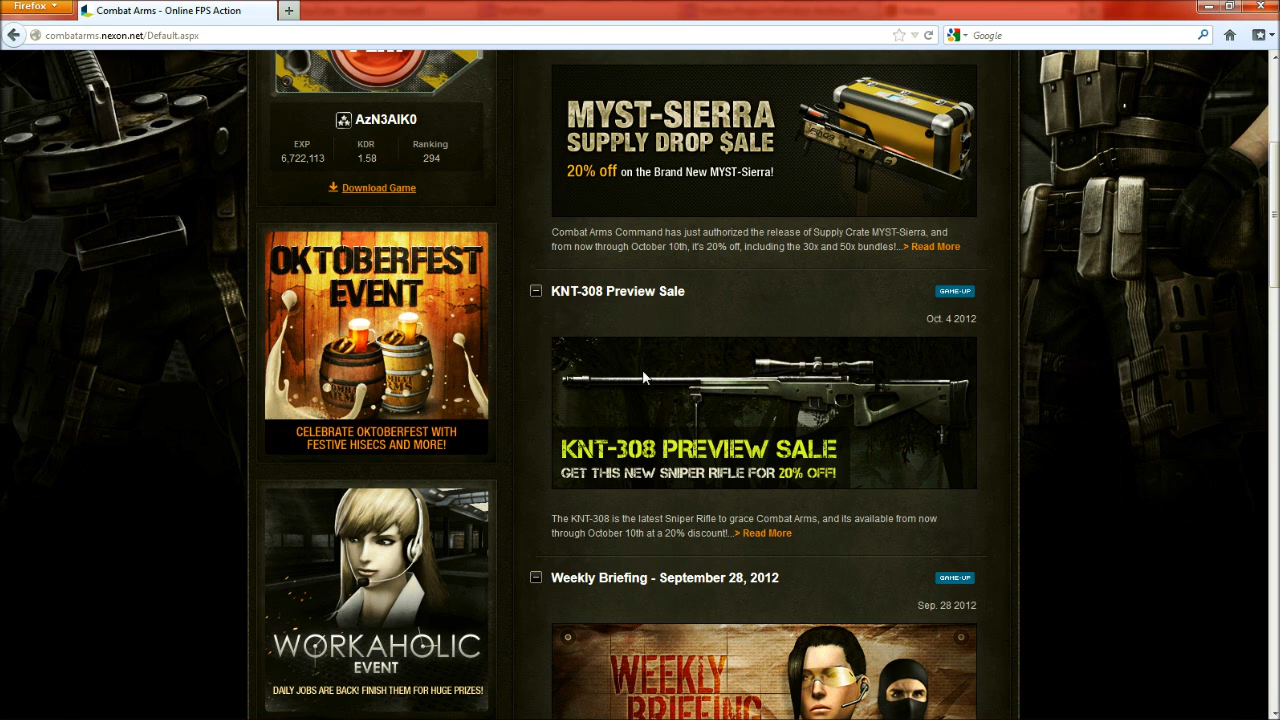 Firefox
Combat Arms - Online FPS Action
combatarms.nexon.net/Default.aspx
Google
AzN3AlK0
EXP KDR Ranking
6,722,113 1.58 294
Download Game
OKTOBERFEST
EVENT
CELEBRATE OKTOBERFEST WITH
FESTIVE HISECS AND MORE!
WORKAHOLIC
EVENT
DAILY JOBS ARE BACK! FINISH THEM FOR HUGE PRIZES!
MYST-SIERRA
SUPPLY DROP $ALE
20% off on the Brand New MYST-Sierra!
Combat Arms Command has just authorized the release of Supply Crate MYST-Sierra, and
from now through October 10th, it's 20% off, including the 30x and 50x bundles!...> Read More
KNT-308 Preview Sale
GAME-UP
Oct. 4 2012
KNT-308 PREVIEW SALE
GET THIS NEW SNIPER RIFLE FOR 20% OFF!
The KNT-308 is the latest Sniper Rifle to grace Combat Arms, and its available from now
through October 10th at a 20% discount!...> Read More
Weekly Briefing - September 28, 2012
GAME-UP
Sep. 28 2012
WEEKLY
BRIEFING